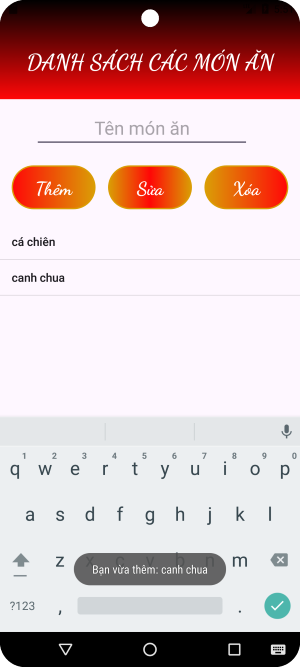 DANH SÁCH CÁC MÓN ĂN
Tên món ăn
Thêm Sửa Xóa
cá chiên
canh chua
1 2 3 4 5 6 7 8 9 0
q w e r t y u i o p
a s d f g h j k l
z x c v b n m
Bạn vừa thêm: canh chua
?123 , .